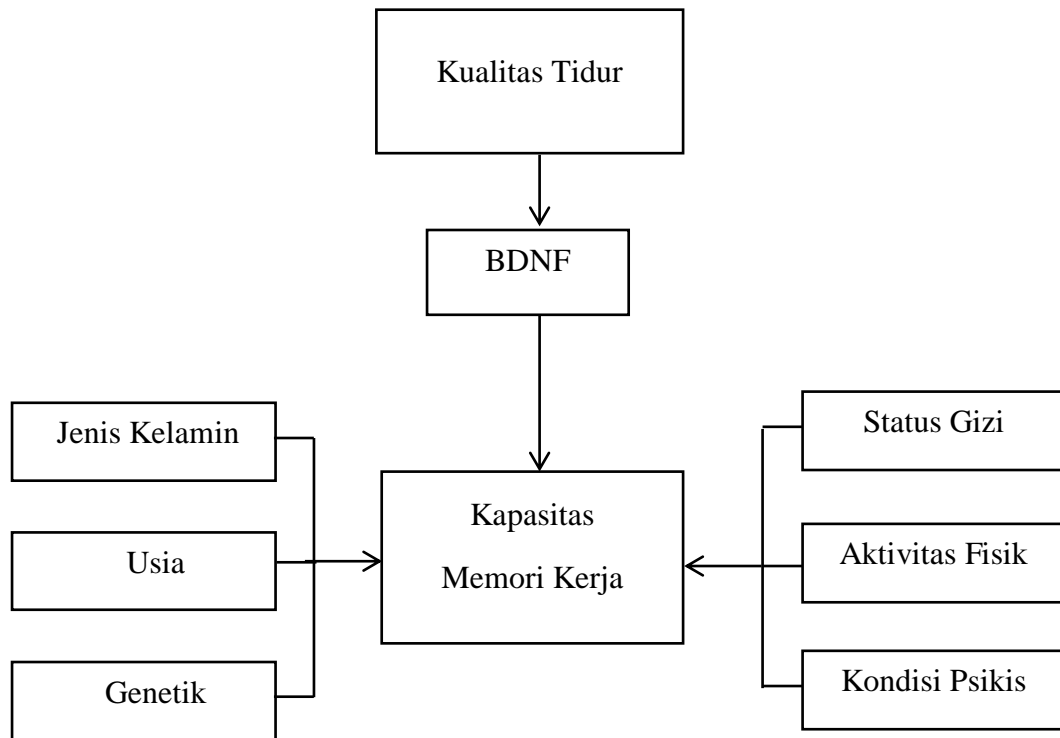 Kualitas Tidur
BDNF
Jenis Kelamin
Usia
Genetik
Kapasitas
Memori Kerja
Status Gizi
Aktivitas Fisik
Kondisi Psikis